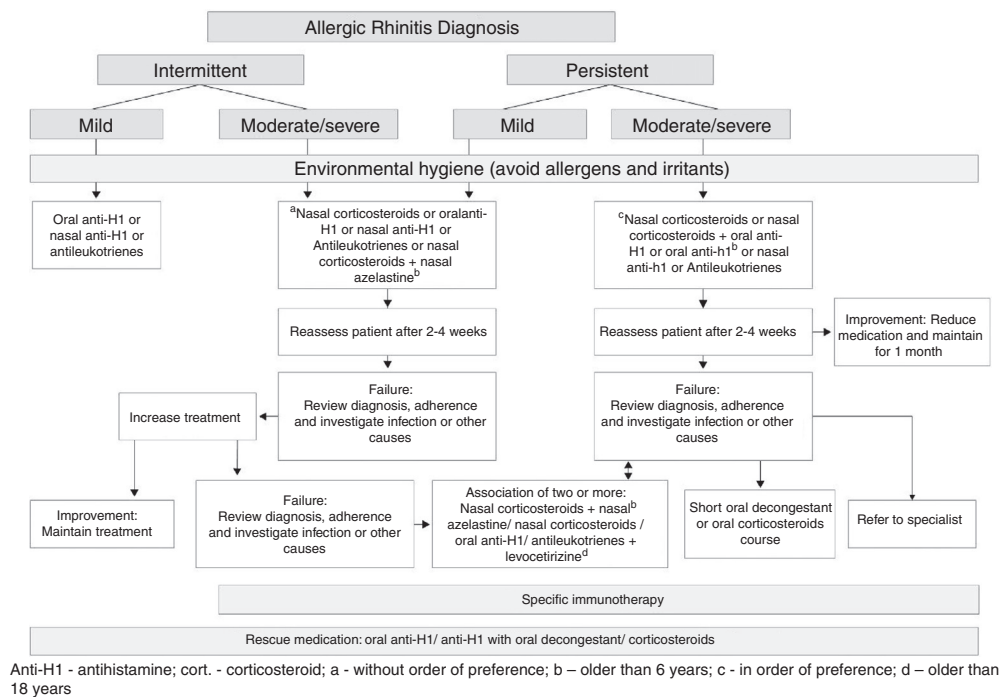 Allergic Rhinitis Diagnosis
Intermittent
Persistent
Mild
Moderate/severe
Mild
Moderate/severe
Environmental hygiene (avoid allergens and irritants)
Oral anti-H1 or
nasal anti-H1 or
antileukotrienes
aNasal corticosteroids or oralanti-
H1 or nasal anti-H1 or
Antileukotrienes or nasal
corticosteroids + nasal
azelastineb
cNasal corticosteroids or nasal
corticosteroids + oral anti-
H1 or oral anti-h1b or nasal
anti-h1 or Antileukotrienes
Reassess patient after 2-4 weeks
Reassess patient after 2-4 weeks
Improvement: Reduce
medication and maintain
for 1 month
Failure:
Review diagnosis, adherence
and investigate infection or other
causes
Failure:
Review diagnosis, adherence
and investigate infection or other
causes
Increase treatment
Improvement:
Maintain treatment
Failure:
Review diagnosis, adherence
and investigate infection or other
causes
Association of two or more:
Nasal corticosteroids + nasalb
azelastine/ nasal corticosteroids /
oral anti-H1/ antileukotrienes +
levocetirizined
Short oral decongestant
or oral corticosteroids
course
Refer to specialist
Specific immunotherapy
Rescue medication: oral anti-H1/ anti-H1 with oral decongestant/ corticosteroids
Anti-H1 - antihistamine; cort. - corticosteroid; a - without order of preference; b – older than 6 years; c - in order of preference; d – older than
18 years